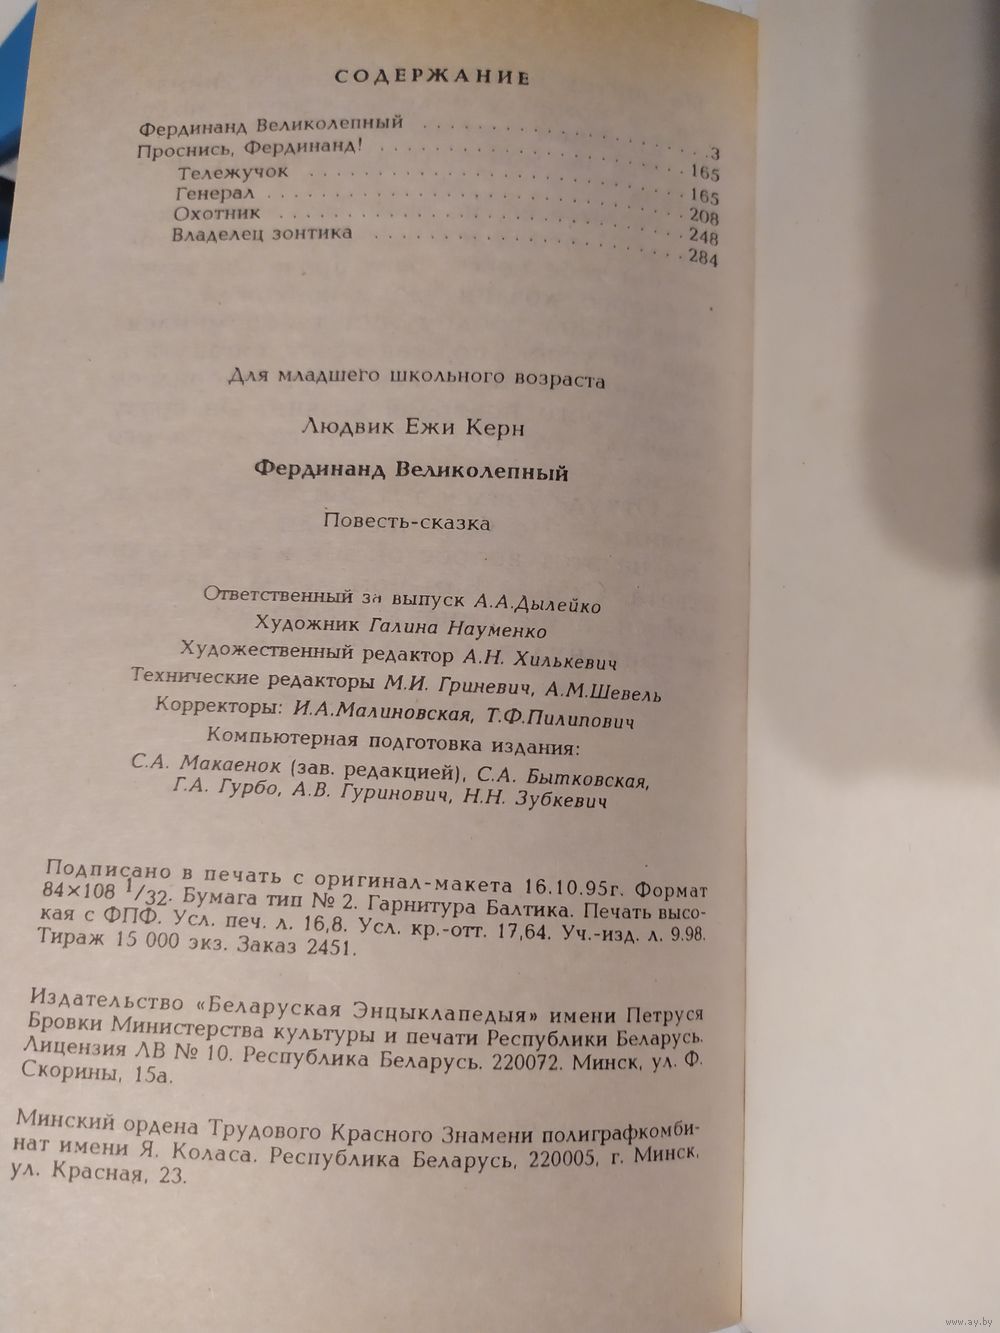 СОДЕРЖАНИЕ
Фердинанд Великолепный . . . . . . . . . . . . . . . . . . . 3
Проснись, Фердинанд! . . . . . . . . . . . . . . . . . . . 165
Тележучок . . . . . . . . . . . . . . . . . . . 165
Генерал . . . . . . . . . . . . . . . . . . . 208
Охотник . . . . . . . . . . . . . . . . . . . 248
Владелец зонтика . . . . . . . . . . . . . . . . . . . 284
Для младшего школьного возраста
Людвик Ежи Керн
Фердинанд Великолепный
Повесть-сказка
Ответственный за выпуск А.А.Дылейко
Художник Галина Науменко
Художественный редактор А.Н. Хилькевич
Технические редакторы М.И. Гриневич, А.М.Шевель
Корректоры: И.А.Малиновская, Т.Ф.Пилипович
Компьютерная подготовка издания:
С.А. Макаенок (зав. редакцией), С.А. Бытковская,
Г.А. Гурбо, А.В. Гуринович, Н.Н. Зубкевич
Подписано в печать с оригинал-макета 16.10.95г. Формат
84×108 1/32. Бумага тип № 2. Гарнитура Балтика. Печать высо-
кая с ФПФ. Усл. печ. л. 16,8. Усл. кр.-отт. 17,64. Уч.-изд. л. 9.98.
Тираж 15 000 экз. Заказ 2451.
Издательство «Беларуская Энцыклапедыя» имени Петруся
Бровки Министерства культуры и печати Республики Беларусь.
Лицензия ЛВ № 10. Республика Беларусь. 220072. Минск, ул. Ф.
Скорины, 15а.
Минский ордена Трудового Красного Знамени полиграфкомби-
нат имени Я. Коласа. Республика Беларусь, 220005, г. Минск,
ул. Красная, 23.
www.ay.by